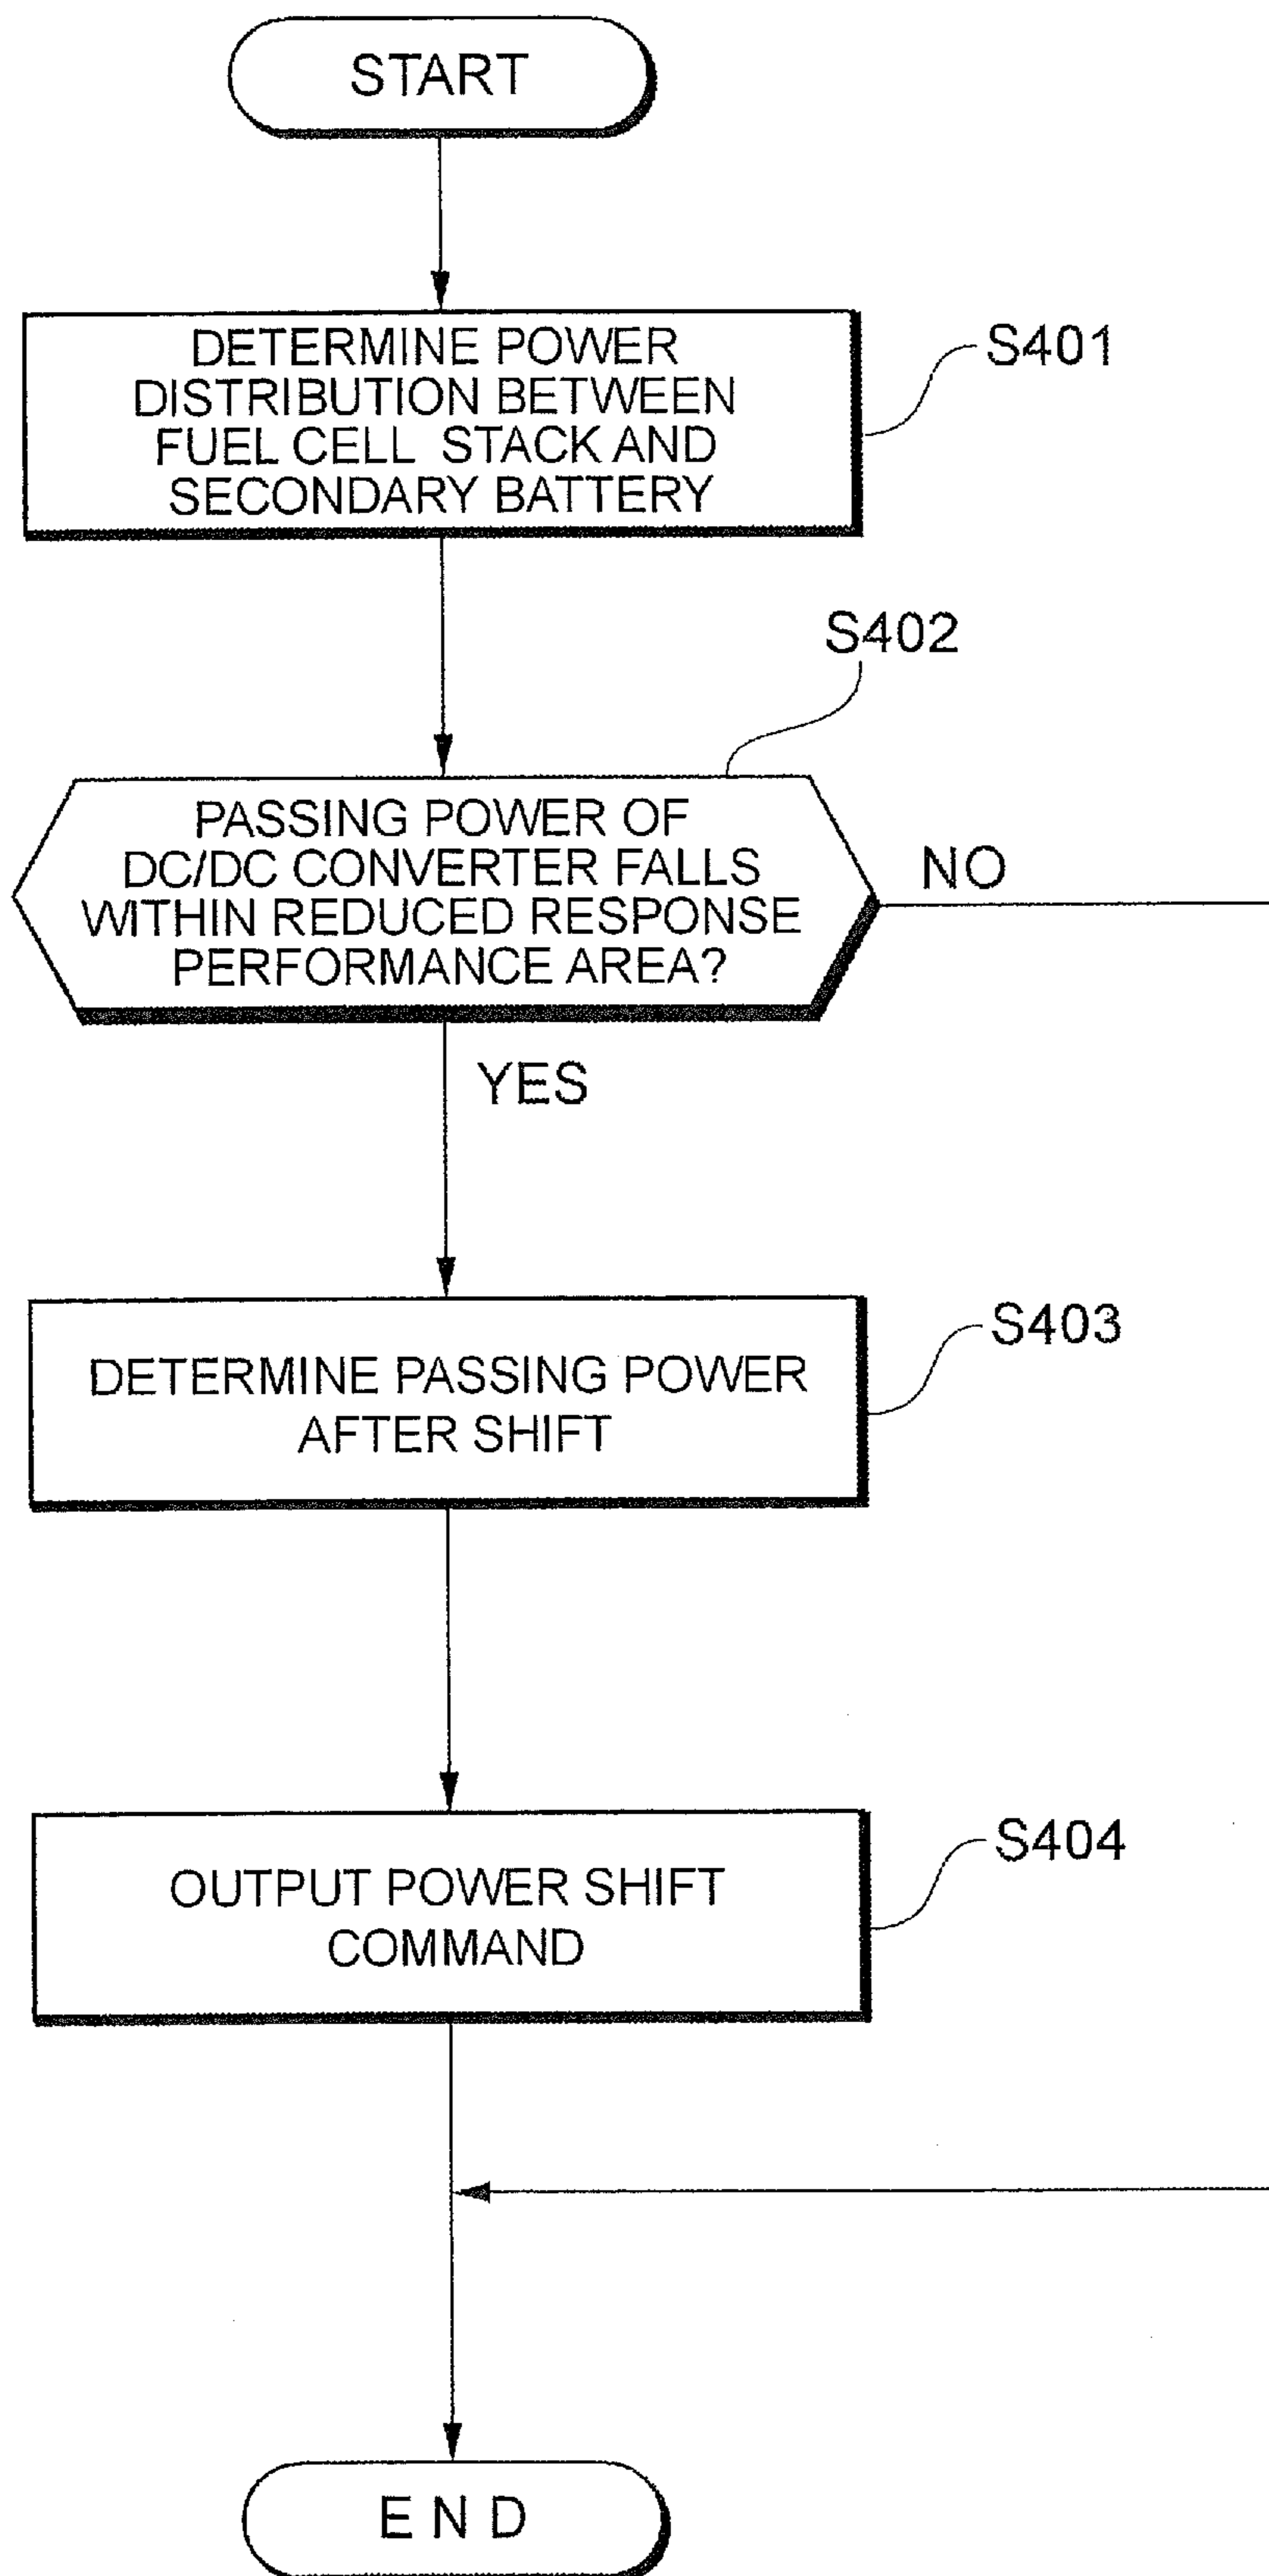 START
DETERMINE POWER
DISTRIBUTION BETWEEN
FUEL CELL STACK AND
SECONDARY BATTERY
S401
S402
PASSING POWER OF
DC/DC CONVERTER FALLS
WITHIN REDUCED RESPONSE
PERFORMANCE AREA?
NO
YES
DETERMINE PASSING POWER
AFTER SHIFT
S403
OUTPUT POWER SHIFT
COMMAND
S404
END